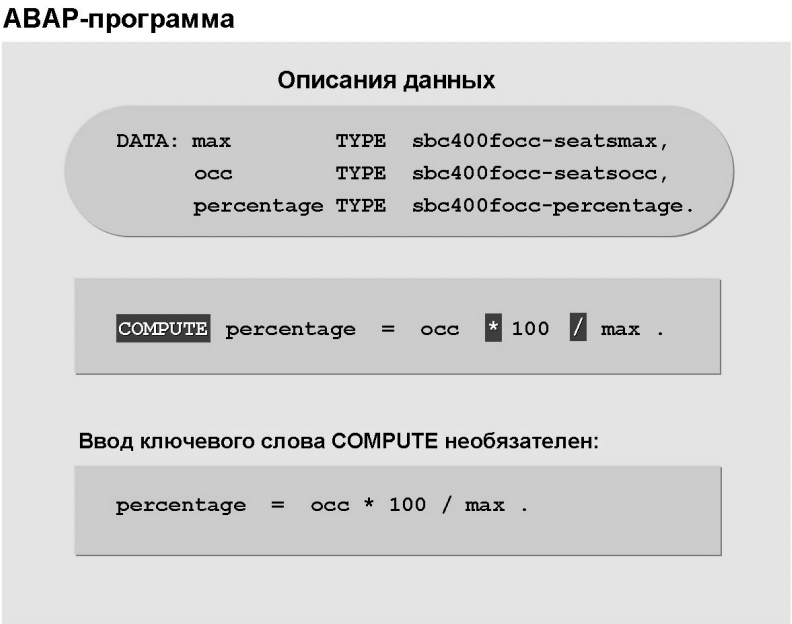 ABAP-программа
Описания данных
DATA: max TYPE sbc400focc-seatsmax,
occ TYPE sbc400focc-seatsocc,
percentage TYPE sbc400focc-percentage.
COMPUTE percentage = occ * 100 / max .
Ввод ключевого слова COMPUTE необязателен:
percentage = occ * 100 / max .